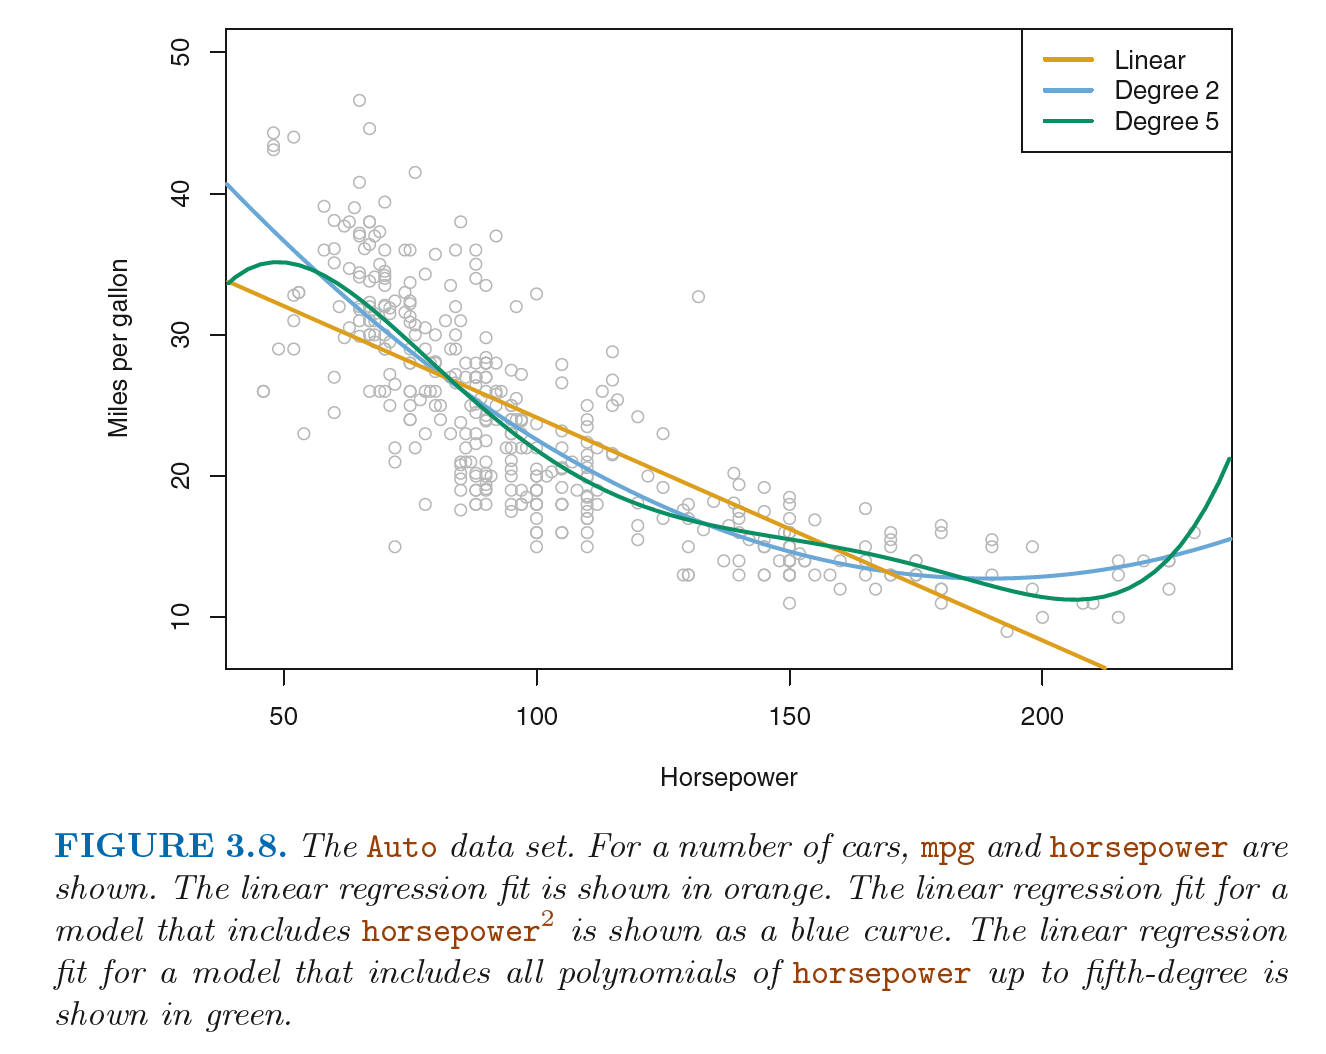 Linear
Degree 2
Degree 5
50
40
30
20
10
Miles per gallon
50 100 150 200
Horsepower
FIGURE 3.8. The Auto data set. For a number of cars, mpg and horsepower are
shown. The linear regression fit is shown in orange. The linear regression fit for a
model that includes horsepower² is shown as a blue curve. The linear regression
fit for a model that includes all polynomials of horsepower up to fifth-degree is
shown in green.